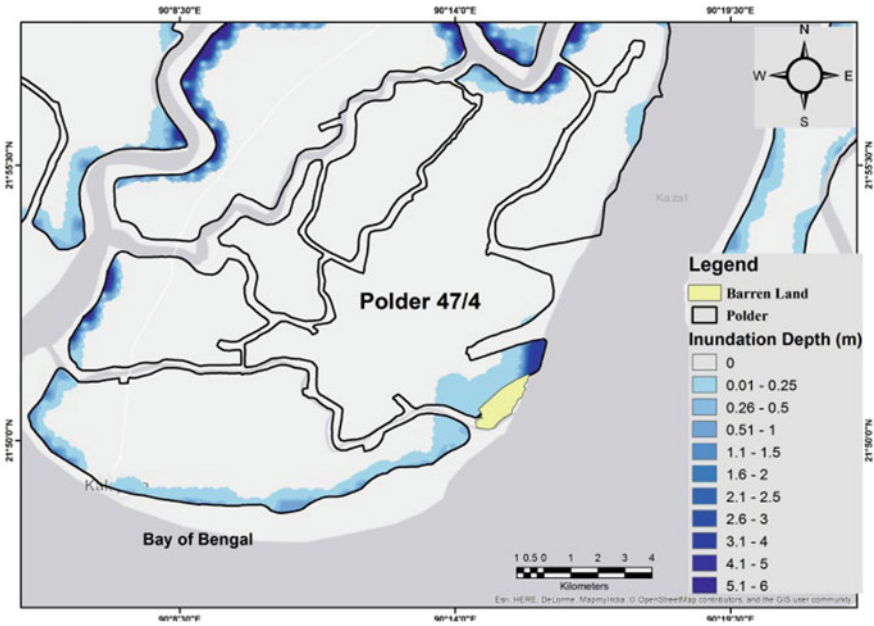 90°8'30"E 90°14'0"E 90°19'30"E
N
W E
S
21°55'30"N 21°55'30"N
Kazal
Legend
Barren Land
Polder 47/4
Polder
Inundation Depth (m)
0
0.01 - 0.25
0.26 - 0.5
0.51 - 1
21°50'0"N 21°50'0"N
1.1 - 1.5
1.6 - 2
2.1 - 2.5
2.6 - 3
Bay of Bengal
3.1 - 4
1 0.5 0 1 2 3 4
4.1 - 5
Kilometers
5.1 - 6
Esri, HERE, DeLorme, MapmyIndia, © OpenStreetMap contributors, and the GIS user community
90°8'30"E 90°14'0"E 90°19'30"E